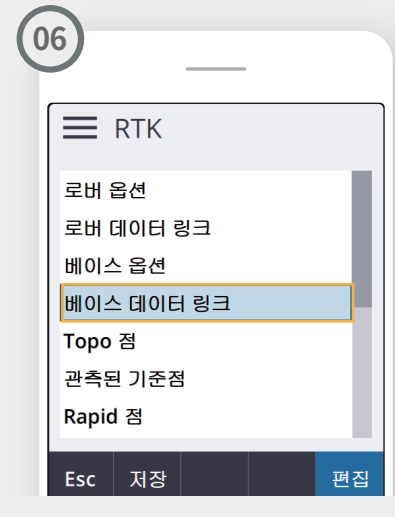 06
RTK
로버 옵션
로버 데이터 링크
베이스 옵션
베이스 데이터 링크
Topo 점
관측된 기준점
Rapid 점
Esc 저장 편집